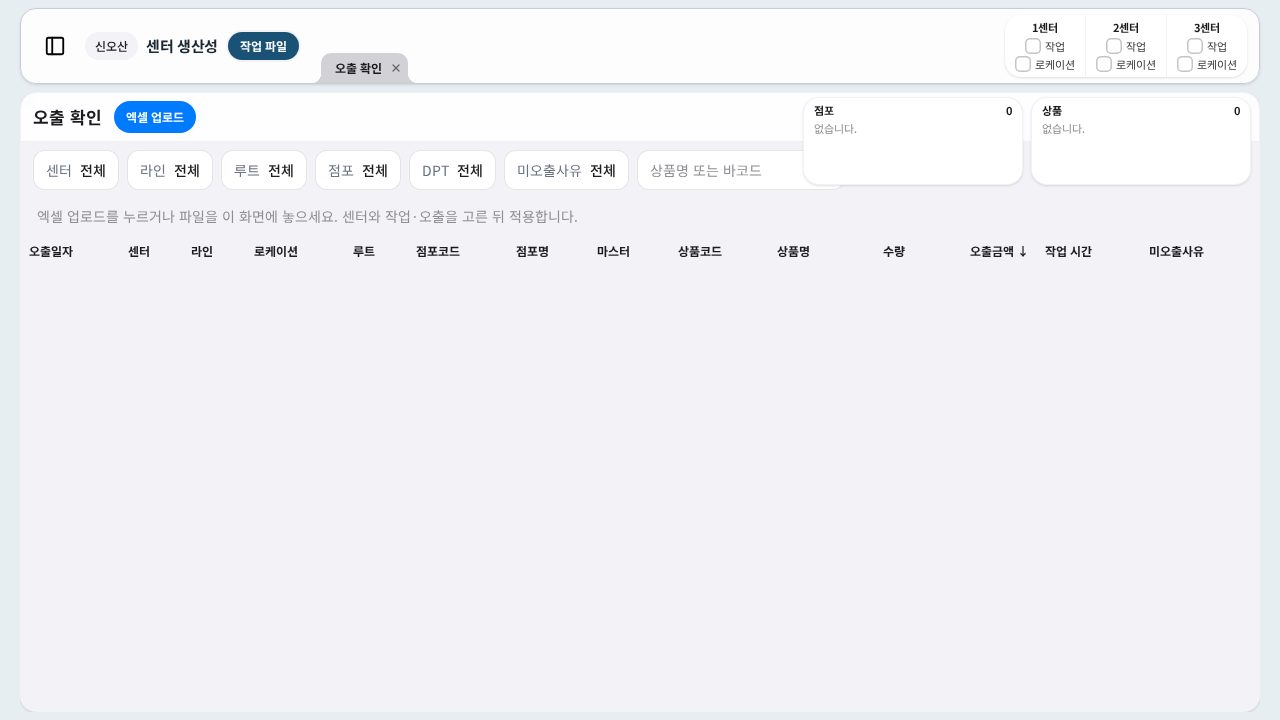 신오산 센터 생산성 작업 파일
오출 확인 ✕
1센터 2센터 3센터
작업 작업 작업
로케이션 로케이션 로케이션
오출 확인 엑셀 업로드
점포 0
없습니다.
상품 0
없습니다.
센터 전체 라인 전체 루트 전체 점포 전체 DPT 전체 미오출사유 전체 상품명 또는 바코드
엑셀 업로드를 누르거나 파일을 이 화면에 놓으세요. 센터와 작업·오출을 고른 뒤 적용합니다.
오출일자 센터 라인 로케이션 루트 점포코드 점포명 마스터 상품코드 상품명 수량 오출금액 ↓ 작업 시간 미오출사유